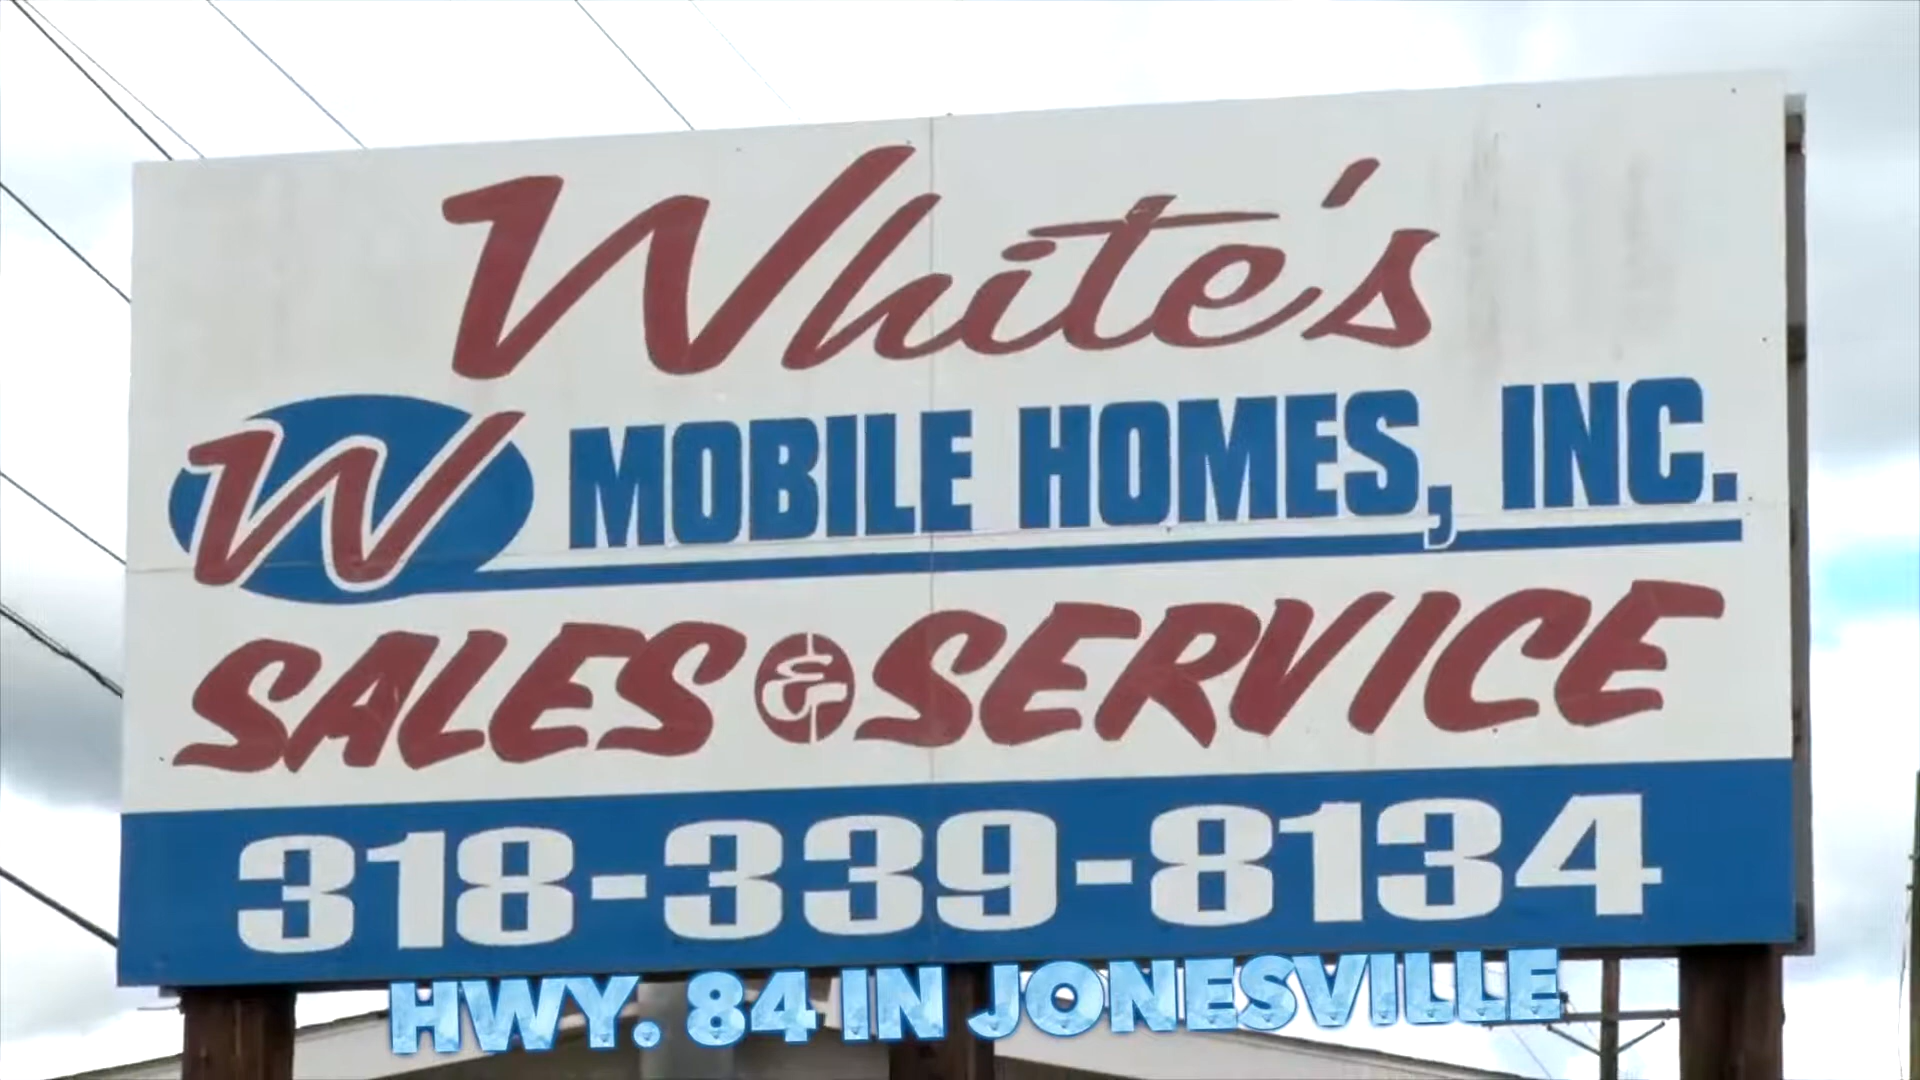 White's
W MOBILE HOMES, INC.
SALES & SERVICE
318-339-8134
HWY. 84 IN JONESVILLE